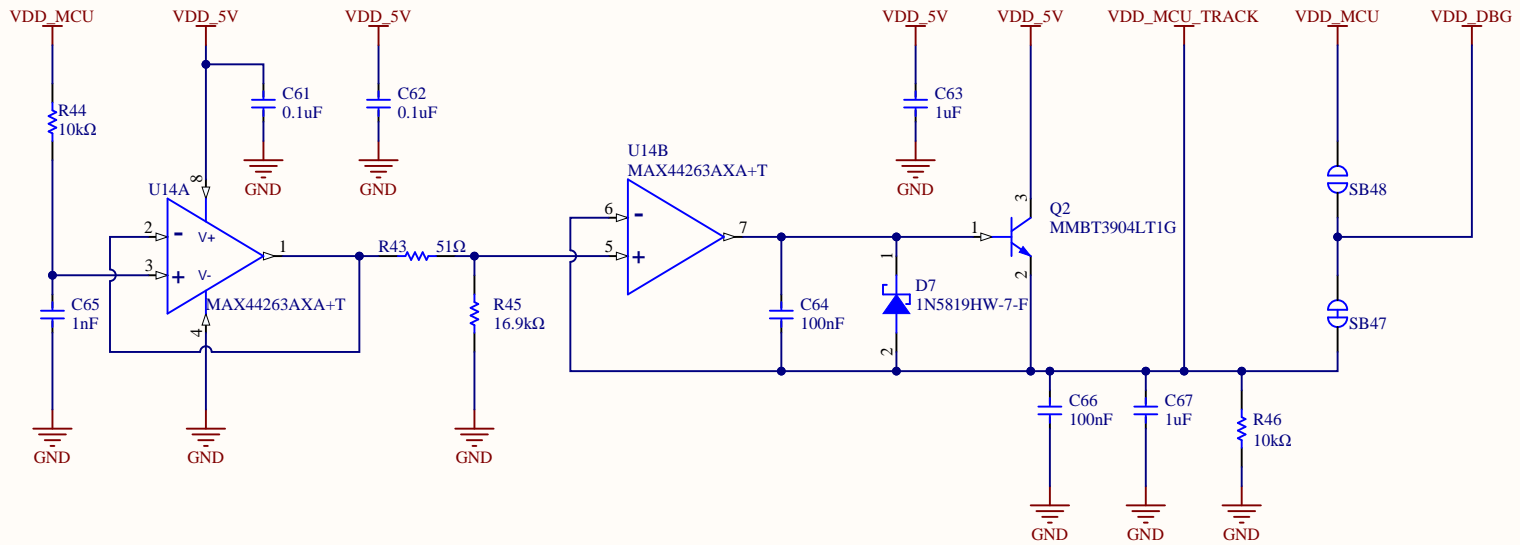 VDD_MCU
VDD_5V
VDD_5V
VDD_5V
VDD_5V
VDD_MCU_TRACK
VDD_MCU
VDD_DBG
R44
10kΩ
C61
0.1uF
C62
0.1uF
C63
1uF
GND
GND
GND
U14A
8
2
-
V+
3
+
V-
1
MAX44263AXA+T
4
C65
1nF
GND
GND
R43
51Ω
R45
16.9kΩ
GND
U14B
MAX44263AXA+T
6
-
5
+
7
C64
100nF
1
D7
1N5819HW-7-F
2
1
3
Q2
MMBT3904LT1G
2
SB48
SB47
C66
100nF
C67
1uF
R46
10kΩ
GND
GND
GND